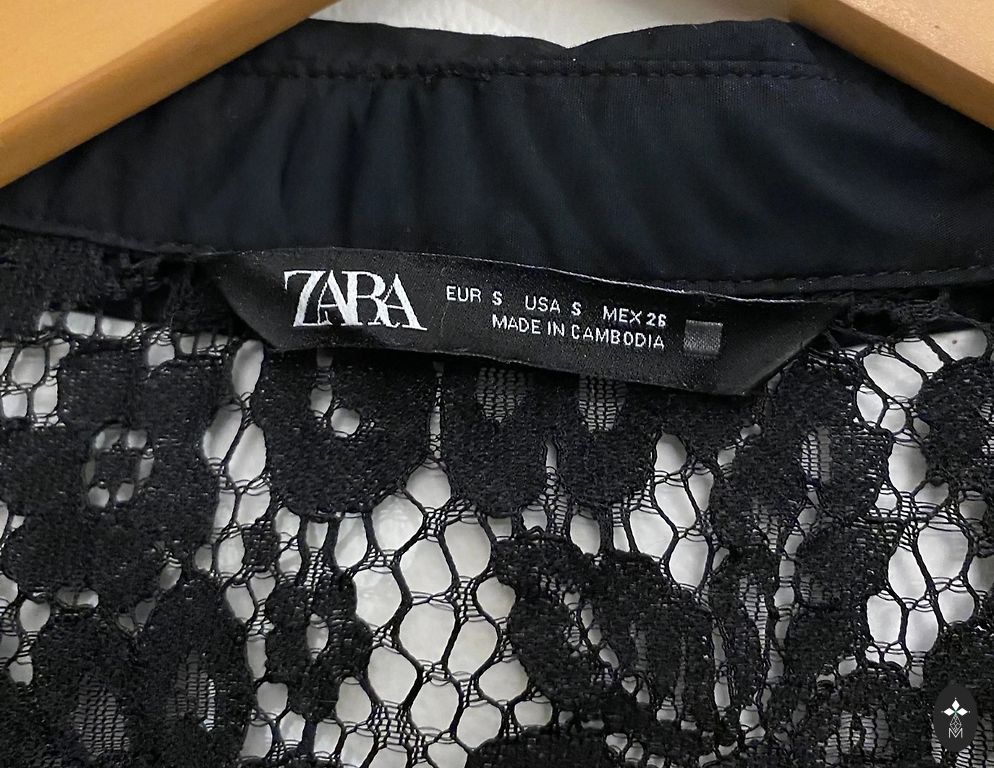 ZARA
EUR S USA S MEX 26
MADE IN CAMBODIA
M